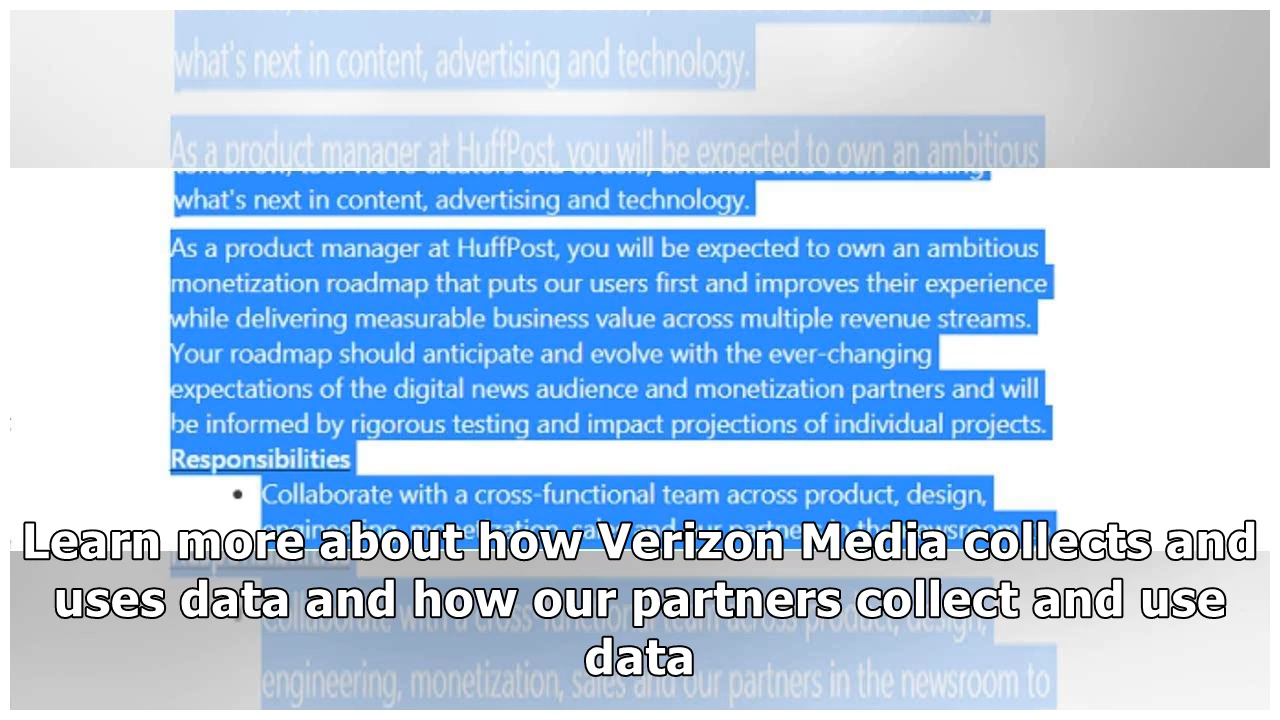 what's next in content, advertising and technology.
As a product manager at HuffPost, you will be expected to own an ambitious
what's next in content, advertising and technology.
As a product manager at HuffPost, you will be expected to own an ambitious
monetization roadmap that puts our users first and improves their experience
while delivering measurable business value across multiple revenue streams.
Your roadmap should anticipate and evolve with the ever-changing
expectations of the digital news audience and monetization partners and will
be informed by rigorous testing and impact projections of individual projects.
Responsibilities
• Collaborate with a cross-functional team across product, design,
Learn more about how Verizon Media collects and
uses data and how our partners collect and use
data
engineering, monetization, sales and our partners in the newsroom to